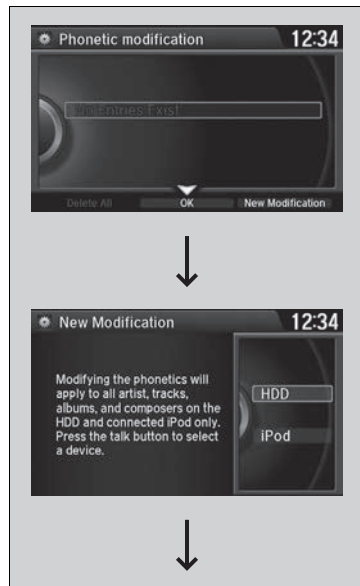 Phonetic modification 12:34
No Entries Exist
Delete All OK New Modification
New Modification 12:34
Modifying the phonetics will
apply to all artist, tracks,
albums, and composers on the
HDD and connected iPod only.
Press the talk button to select
a device.
HDD
iPod